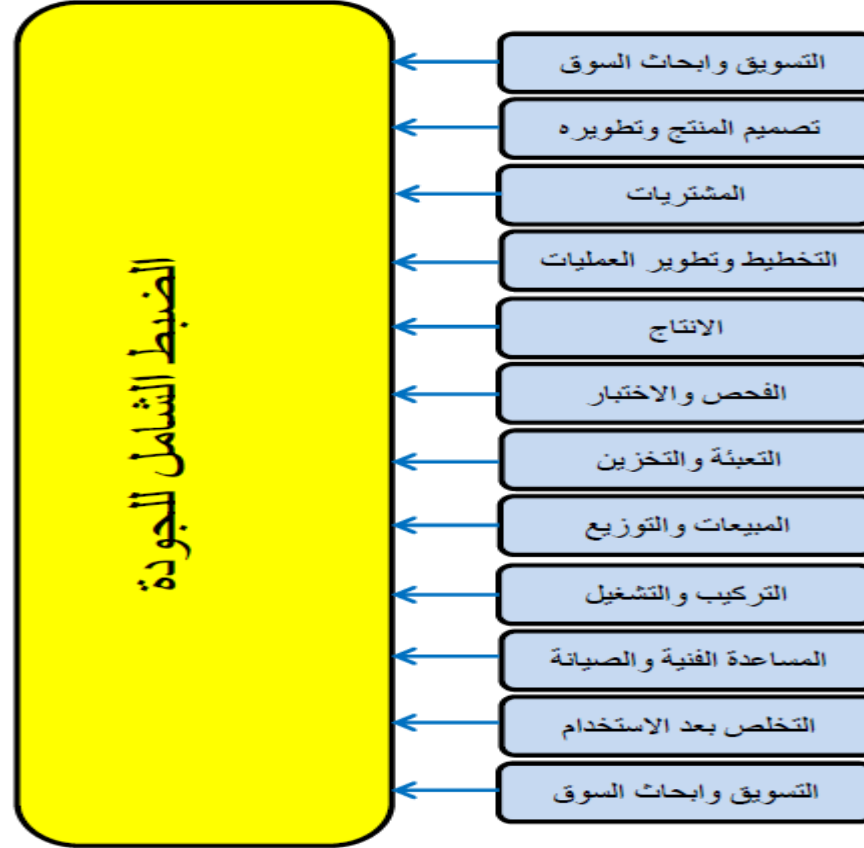 التسويق وابحاث السوق
تصميم المنتج وتطويره
المشتريات
التخطيط وتطوير العمليات
الانتاج
الفحص والاختبار
التعبئة والتخزين
المبيعات والتوزيع
التركيب والتشغيل
المساعدة الفنية والصيانة
التخلص بعد الاستخدام
التسويق وابحاث السوق
الضبط الشامل للجودة